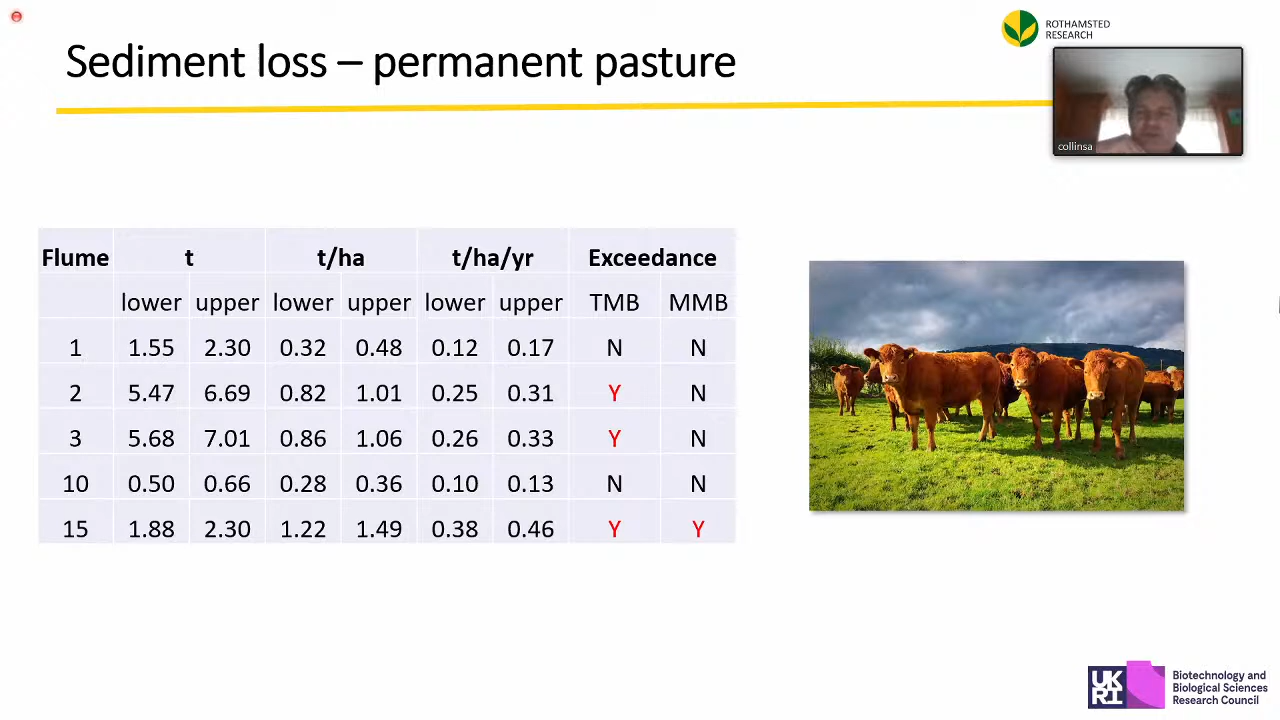 ROTHAMSTED
RESEARCH
Sediment loss – permanent pasture
collinsa
Flume t t/ha t/ha/yr Exceedance
lower upper lower upper lower upper TMB MMB
1 1.55 2.30 0.32 0.48 0.12 0.17 N N
2 5.47 6.69 0.82 1.01 0.25 0.31 Y N
3 5.68 7.01 0.86 1.06 0.26 0.33 Y N
10 0.50 0.66 0.28 0.36 0.10 0.13 N N
15 1.88 2.30 1.22 1.49 0.38 0.46 Y Y
UK
RI
Biotechnology and
Biological Sciences
Research Council